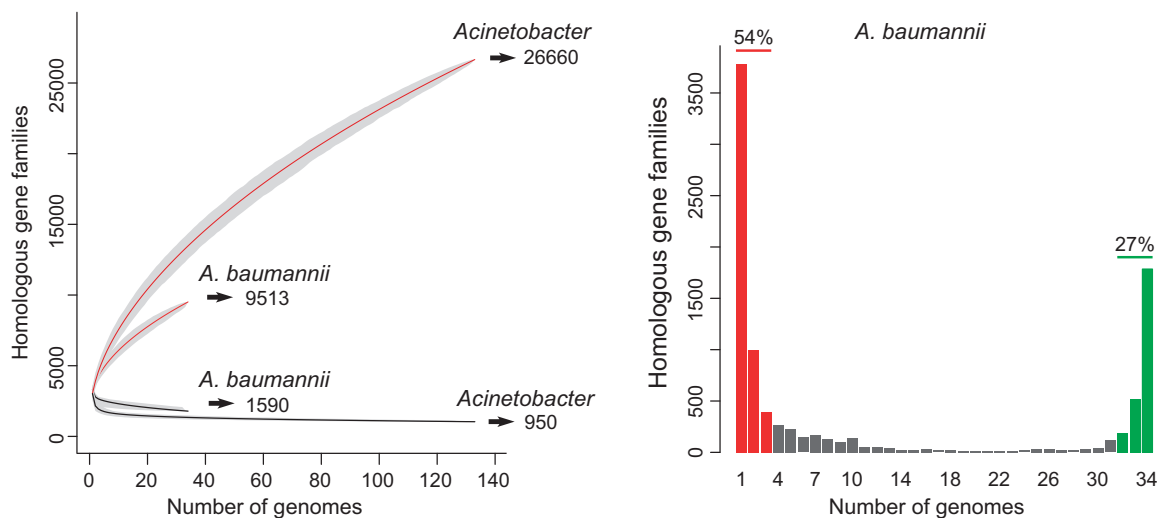 Homologous gene families
0
5000
15000
25000
0 20 40 60 80 100 120 140
Number of genomes
Acinetobacter
26660
A. baumannii
9513
A. baumannii
1590
Acinetobacter
950
A. baumannii
54%
27%
Homologous gene families
0
500
1500
2500
3500
1 4 7 10 14 18 22 26 30 34
Number of genomes